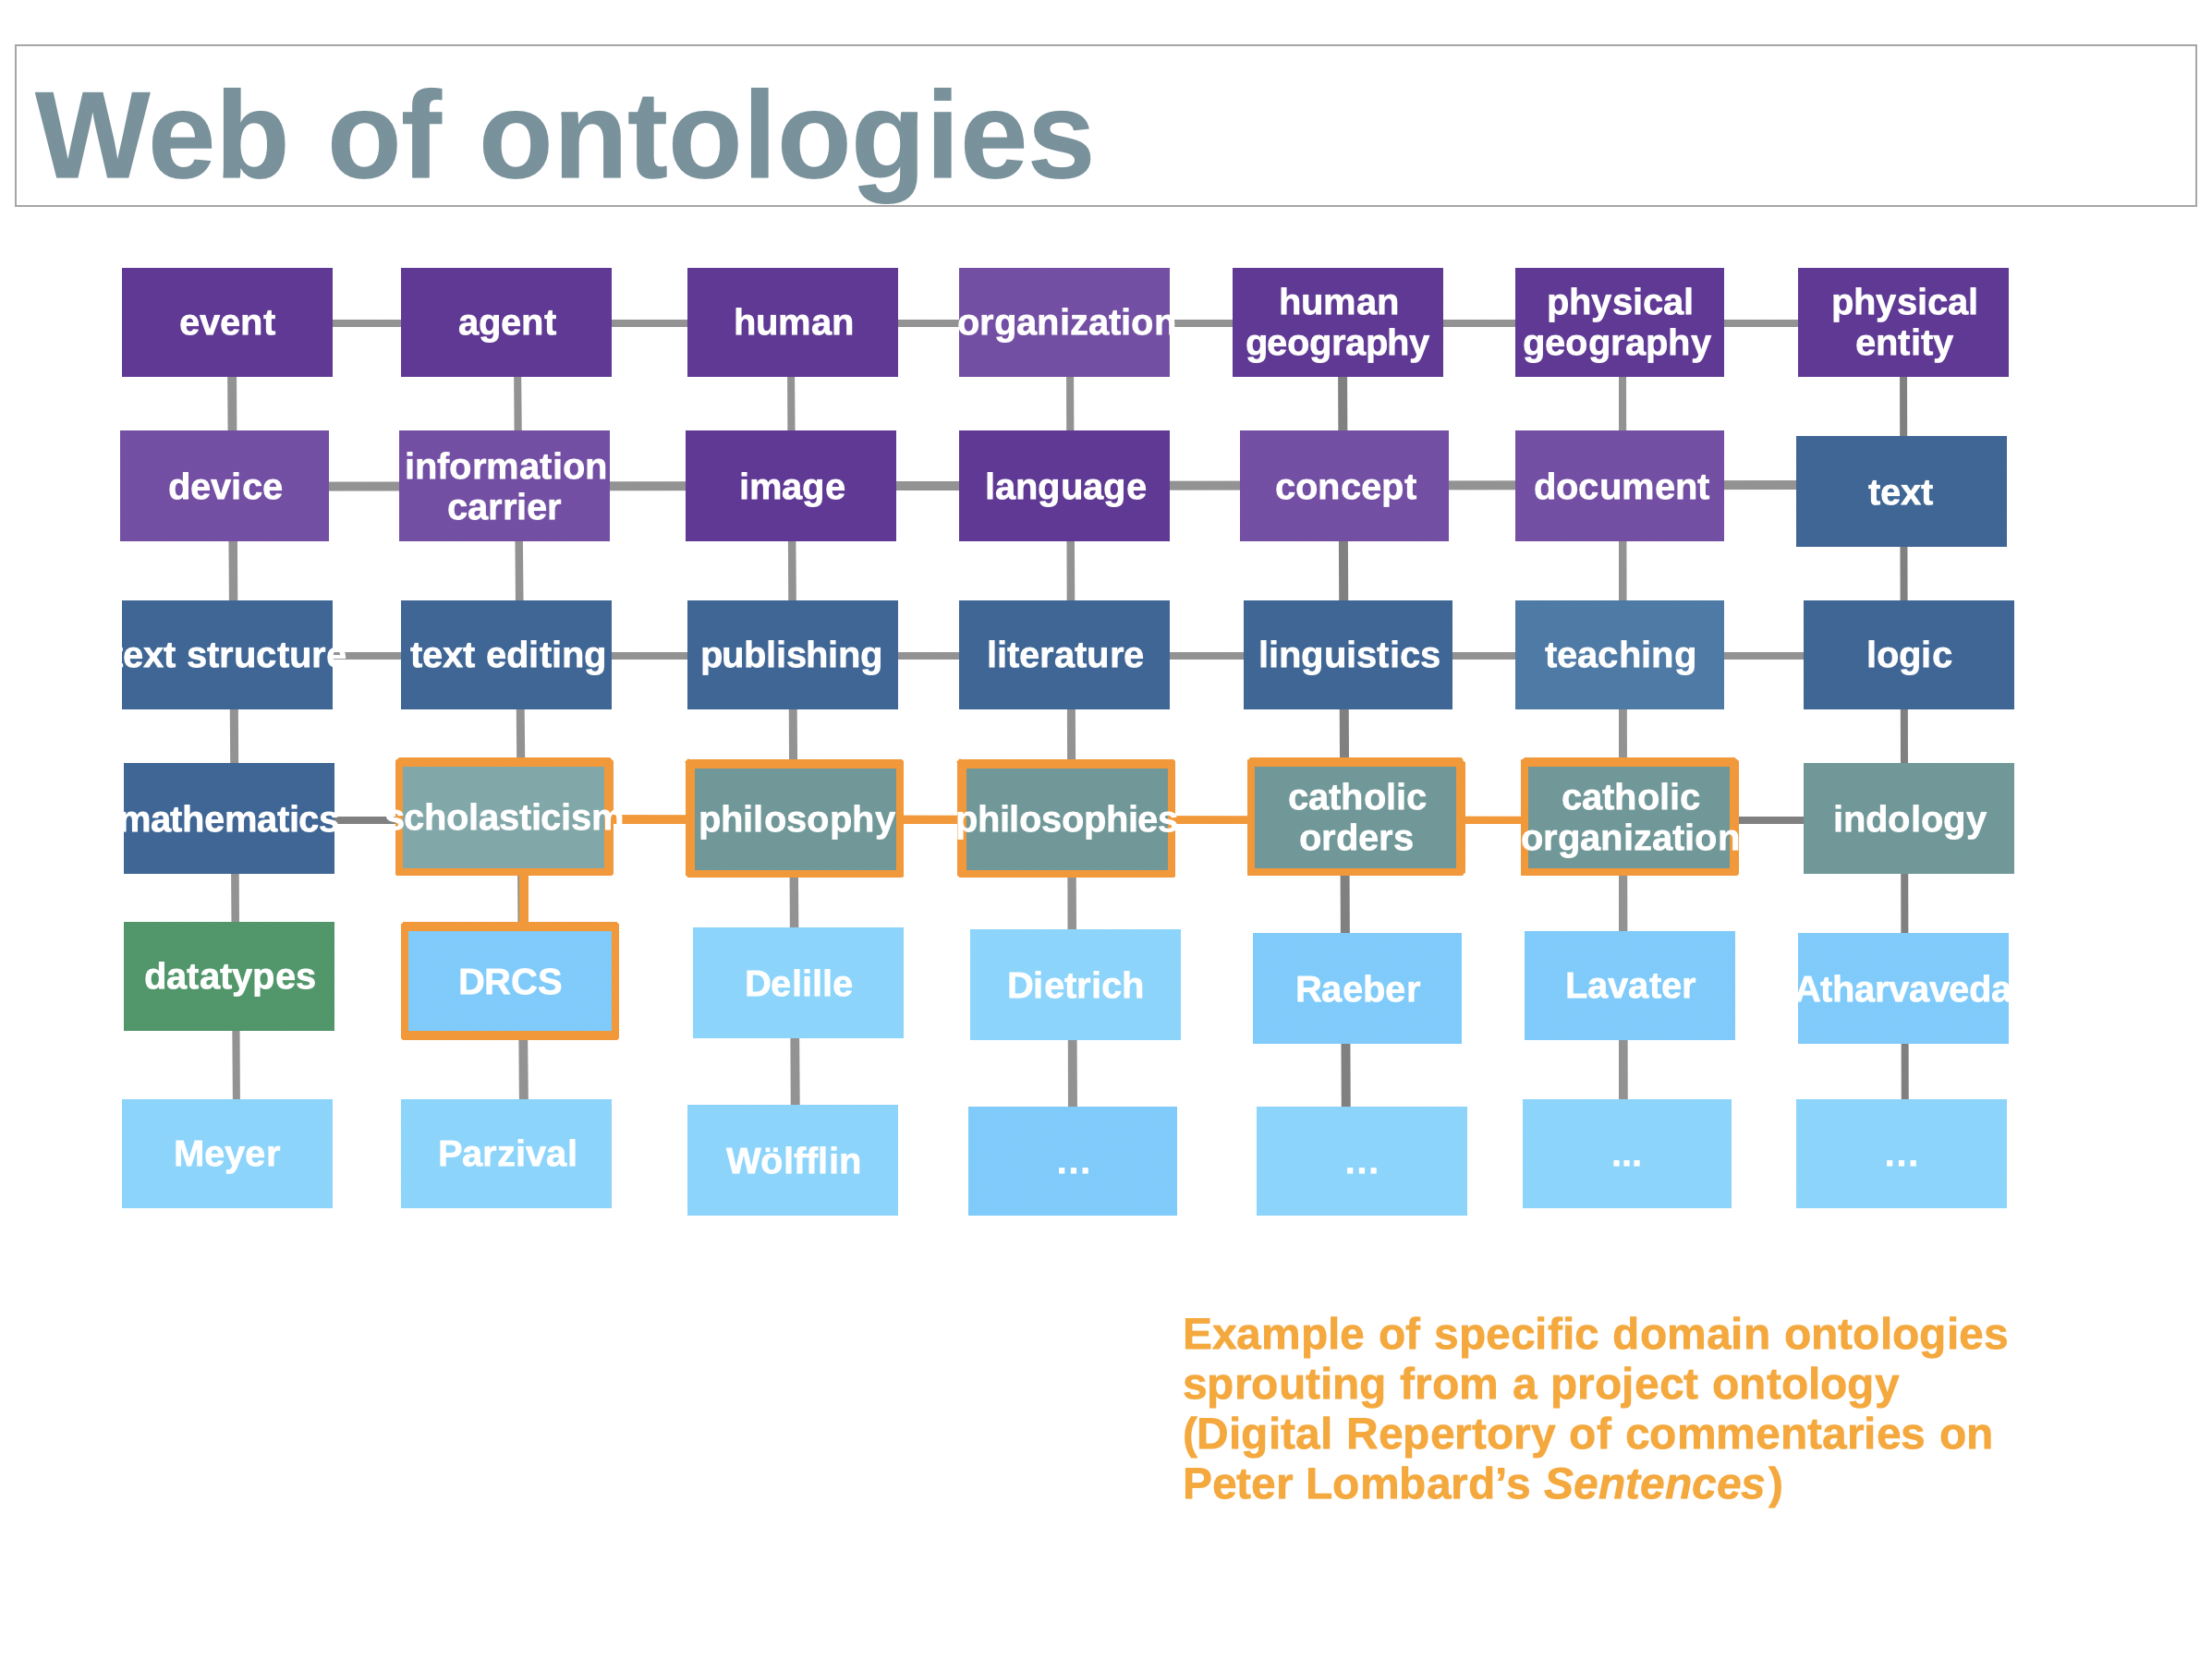 Web of ontologies
event
agent
human
organization
human
geography
physical
geography
physical
entity
device
information
carrier
image
language
concept
document
text
text structure
text editing
publishing
literature
linguistics
teaching
logic
mathematics
scholasticism
philosophy
philosophies
catholic
orders
catholic
organization
indology
datatypes
DRCS
Delille
Dietrich
Raeber
Lavater
Atharvaveda
Meyer
Parzival
Wölfflin
…
…
...
…
Example of specific domain ontologies
sprouting from a project ontology
(Digital Repertory of commentaries on
Peter Lombard’s Sentences)